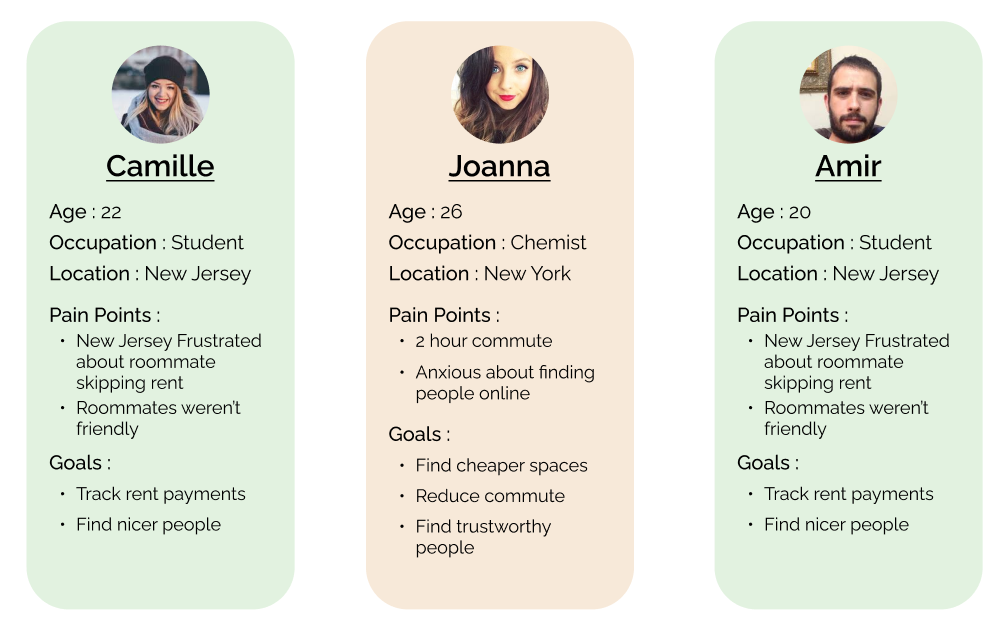 Camille
Age : 22
Occupation : Student
Location : New Jersey
Pain Points :
• New Jersey Frustrated
about roommate
skipping rent
• Roommates weren't
friendly
Goals :
• Track rent payments
• Find nicer people
Joanna
Age : 26
Occupation : Chemist
Location : New York
Pain Points :
• 2 hour commute
• Anxious about finding
people online
Goals :
• Find cheaper spaces
• Reduce commute
• Find trustworthy
people
Amir
Age : 20
Occupation : Student
Location : New Jersey
Pain Points :
• New Jersey Frustrated
about roommate
skipping rent
• Roommates weren't
friendly
Goals :
• Track rent payments
• Find nicer people